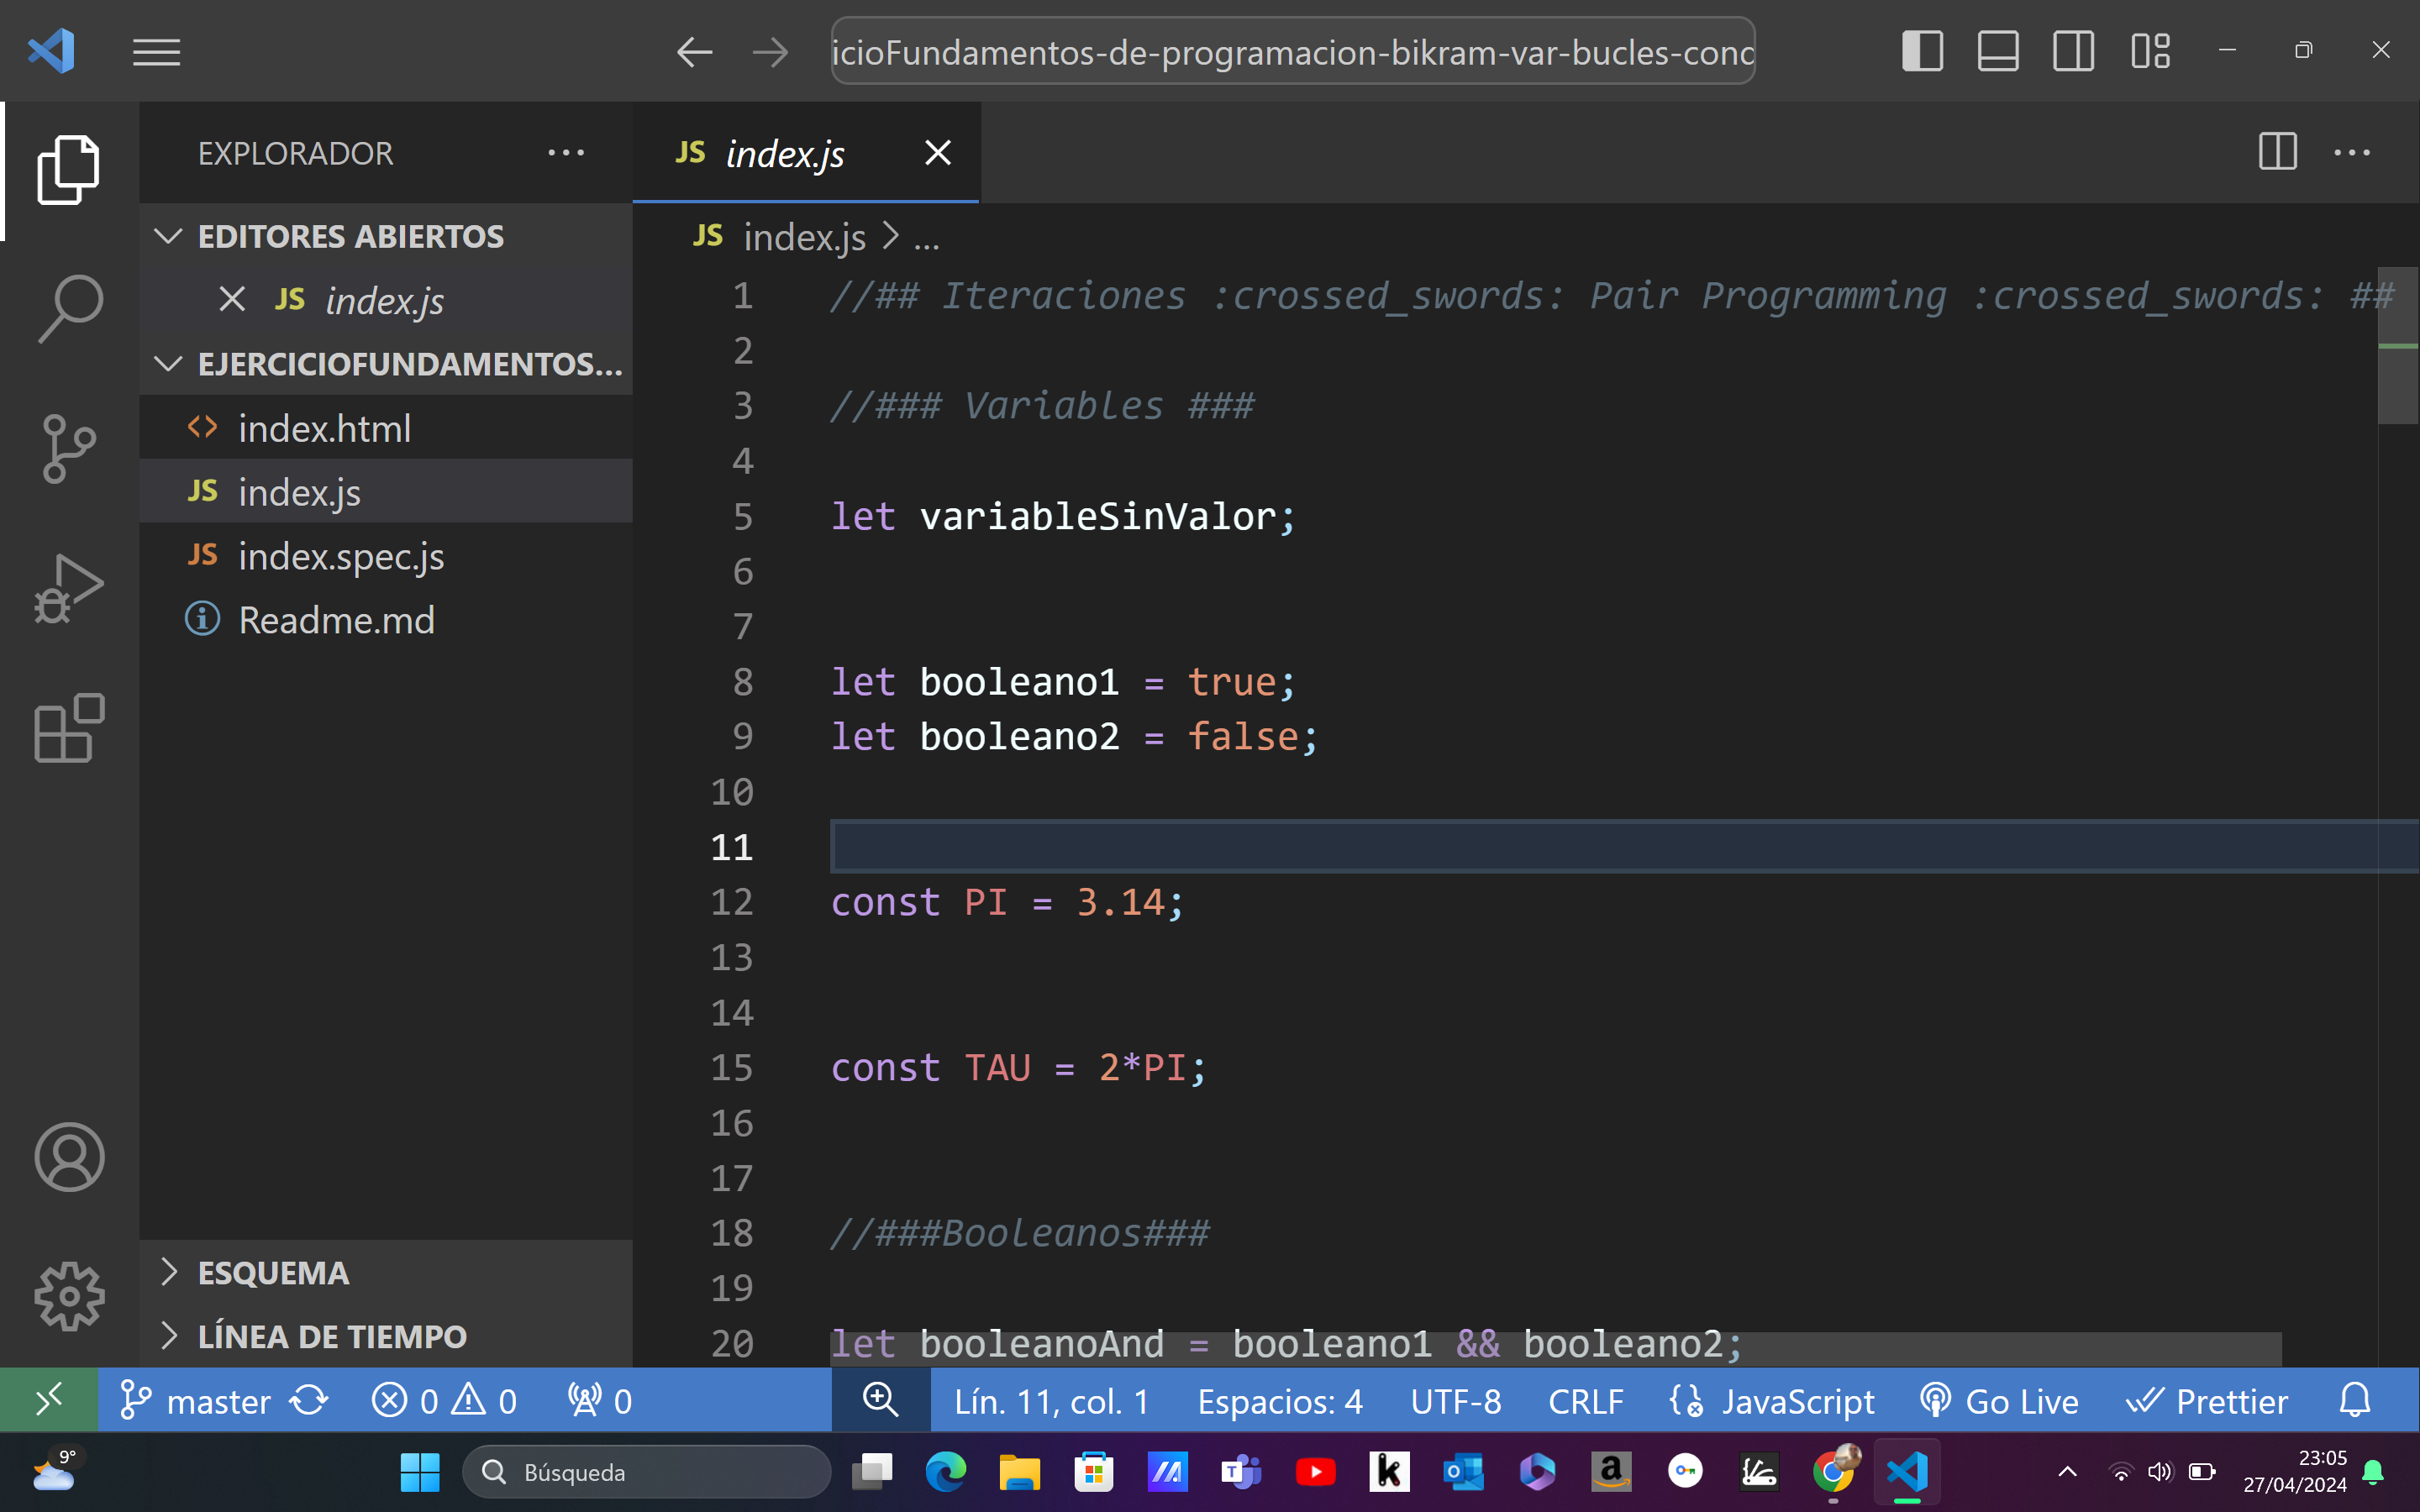 icioFundamentos-de-programacion-bikram-var-bucles-conc
EXPLORADOR
EDITORES ABIERTOS
JS index.js
EJERCICIOFUNDAMENTOS...
<> index.html
JS index.js
JS index.spec.js
Readme.md
ESQUEMA
LÍNEA DE TIEMPO
JS index.js
JS index.js > ...
1 //## Iteraciones :crossed_swords: Pair Programming :crossed_swords: ##
2
3 //### Variables ###
4
5 let variableSinValor;
6
7
8 let booleano1 = true;
9 let booleano2 = false;
10
11
12 const PI = 3.14;
13
14
15 const TAU = 2*PI;
16
17
18 //###Booleanos###
19
20 let booleanoAnd = booleano1 && booleano2;
master 0 0 0 Lín. 11, col. 1 Espacios: 4 UTF-8 CRLF JavaScript Go Live Prettier
9° Búsqueda 23:05
27/04/2024